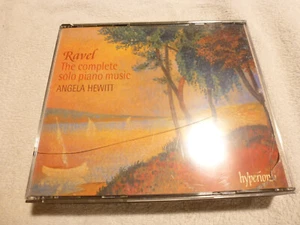 Ravel
The complete
solo piano music
ANGELA HEWITT
hyperion